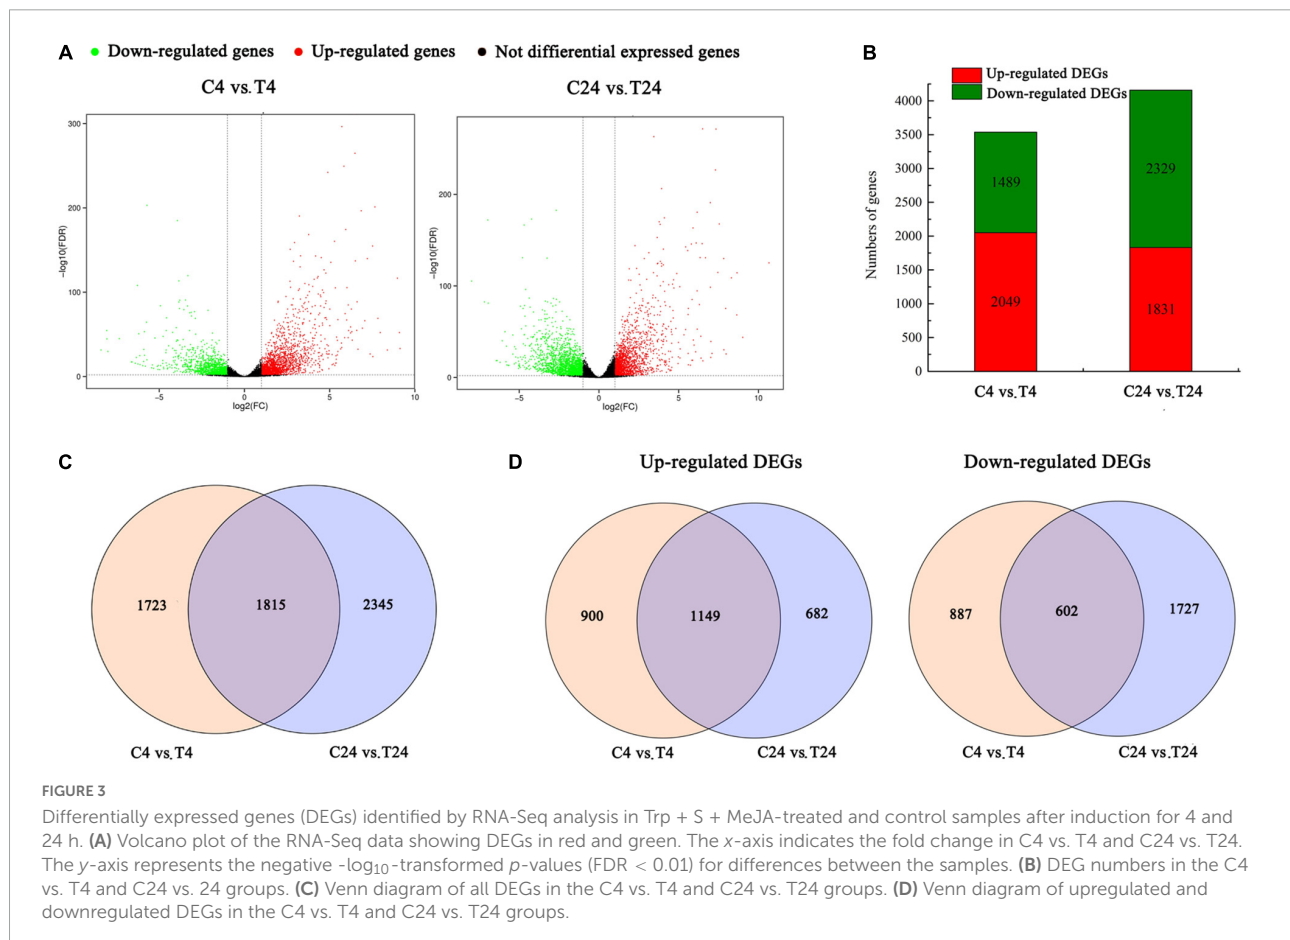 A
Down-regulated genes
Up-regulated genes
Not diffierential expressed genes
C4 vs.T4
C24 vs.T24
300
200
100
0
−log10(FDR)
−5
0
5
10
log2(FC)
200
100
0
−log10(FDR)
−5
0
5
10
log2(FC)
B
Up-regulated DEGs
Down-regulated DEGs
4000
3500
3000
2500
2000
1500
1000
500
0
Numbers of genes
1489
2049
2329
1831
C4 vs.T4
C24 vs.T24
C
1723
1815
2345
C4 vs.T4
C24 vs.T24
D
Up-regulated DEGs
900
1149
682
C4 vs.T4
C24 vs.T24
Down-regulated DEGs
887
602
1727
C4 vs.T4
C24 vs.T24
FIGURE 3
Differentially expressed genes (DEGs) identified by RNA-Seq analysis in Trp + S + MeJA-treated and control samples after induction for 4 and
24 h. (A) Volcano plot of the RNA-Seq data showing DEGs in red and green. The x-axis indicates the fold change in C4 vs. T4 and C24 vs. T24.
The y-axis represents the negative -log₁₀-transformed p-values (FDR < 0.01) for differences between the samples. (B) DEG numbers in the C4
vs. T4 and C24 vs. 24 groups. (C) Venn diagram of all DEGs in the C4 vs. T4 and C24 vs. T24 groups. (D) Venn diagram of upregulated and
downregulated DEGs in the C4 vs. T4 and C24 vs. T24 groups.